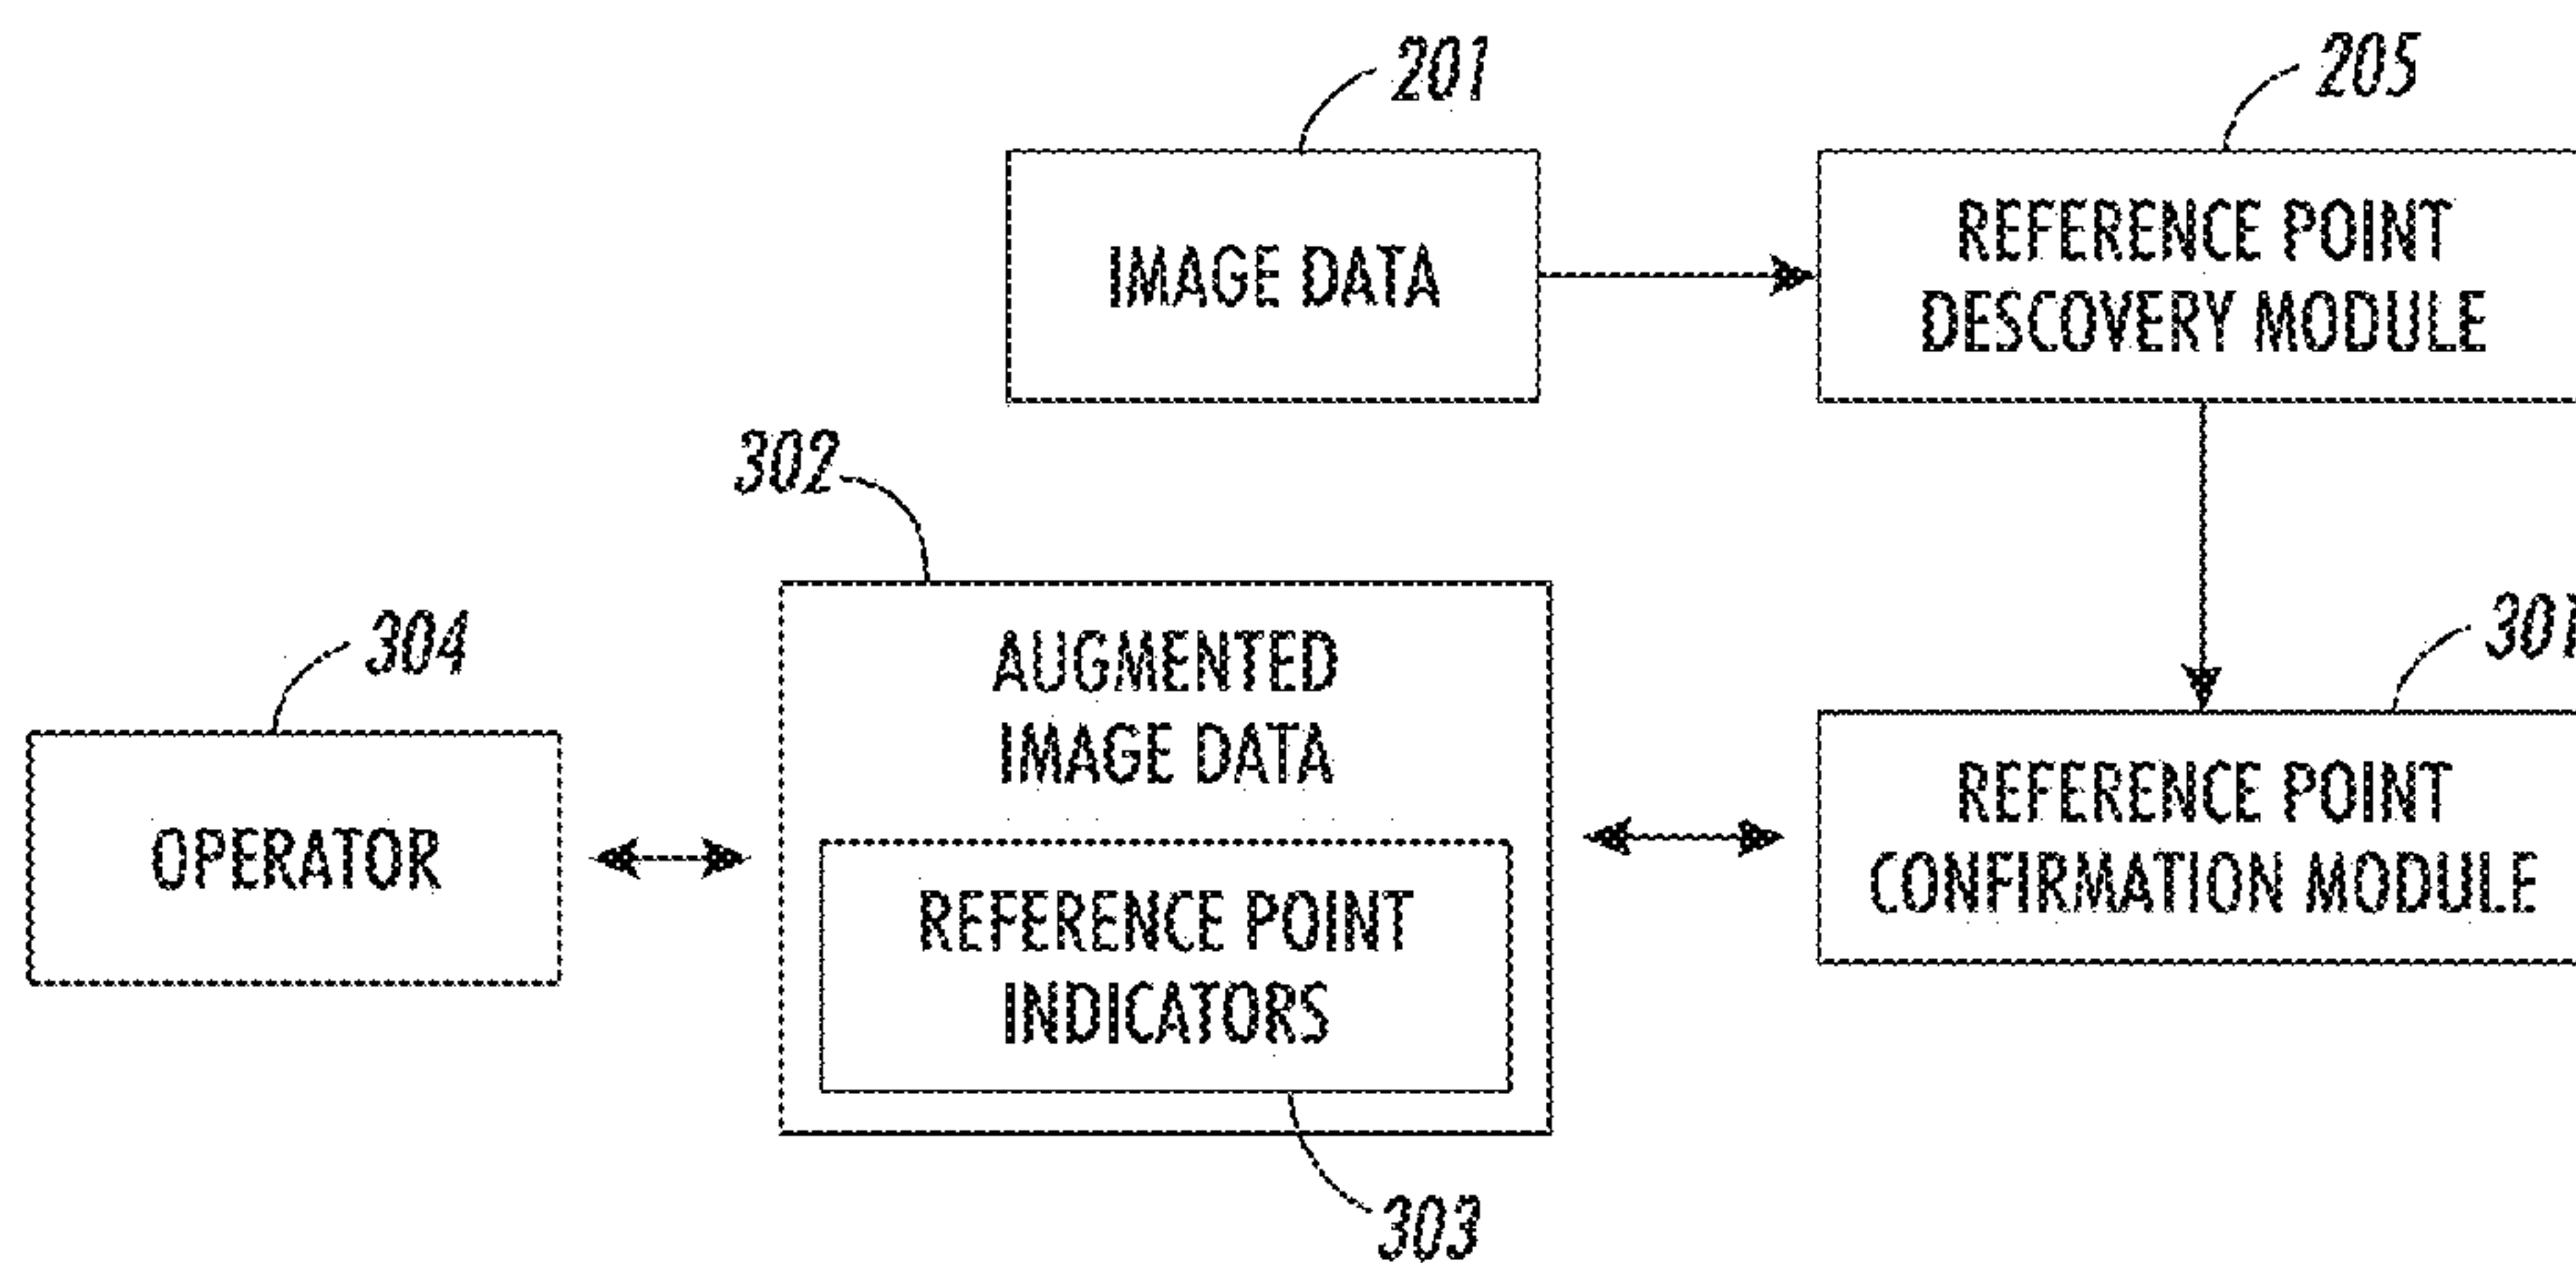 201
205
IMAGE DATA
REFERENCE POINT
DESCOVERY MODULE
302
304
301
AUGMENTED
IMAGE DATA
OPERATOR
REFERENCE POINT
INDICATORS
REFERENCE POINT
CONFIRMATION MODULE
303